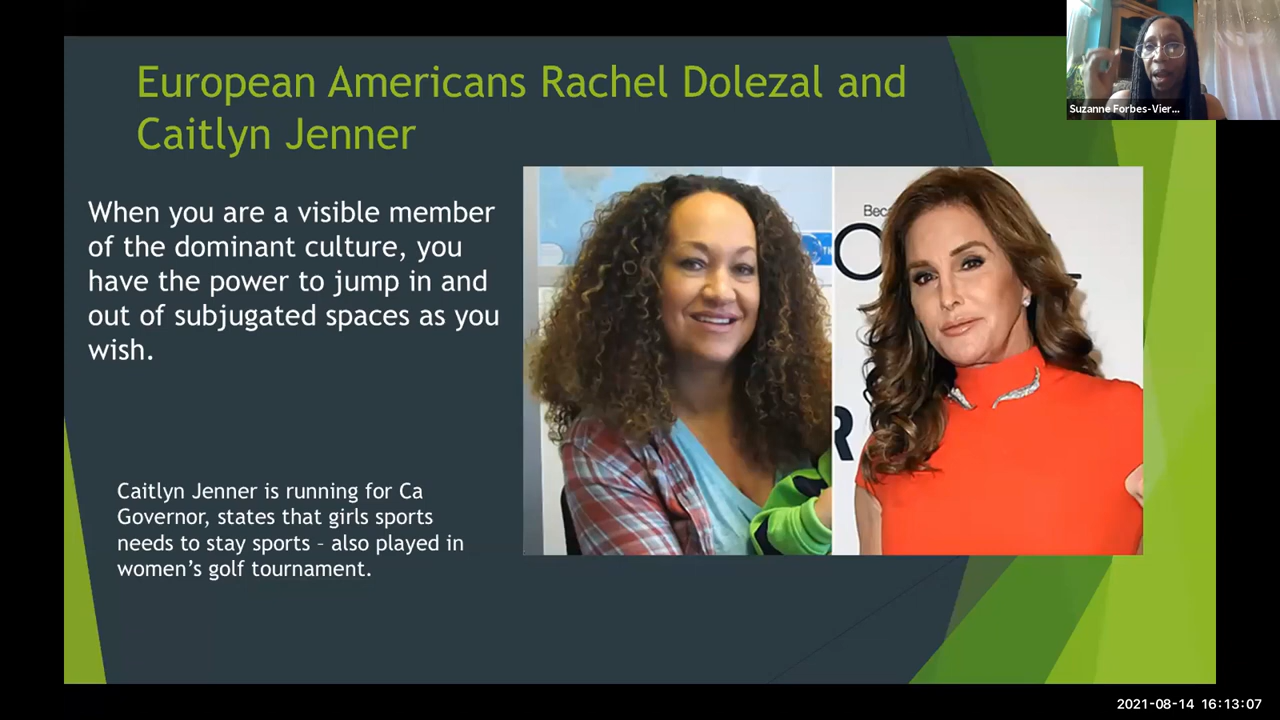 European Americans Rachel Dolezal and
Caitlyn Jenner
Suzanne Forbes-Vier...
When you are a visible member
of the dominant culture, you
have the power to jump in and
out of subjugated spaces as you
wish.
Bec
R
Caitlyn Jenner is running for Ca
Governor, states that girls sports
needs to stay sports – also played in
women’s golf tournament.
2021-08-14 16:13:07